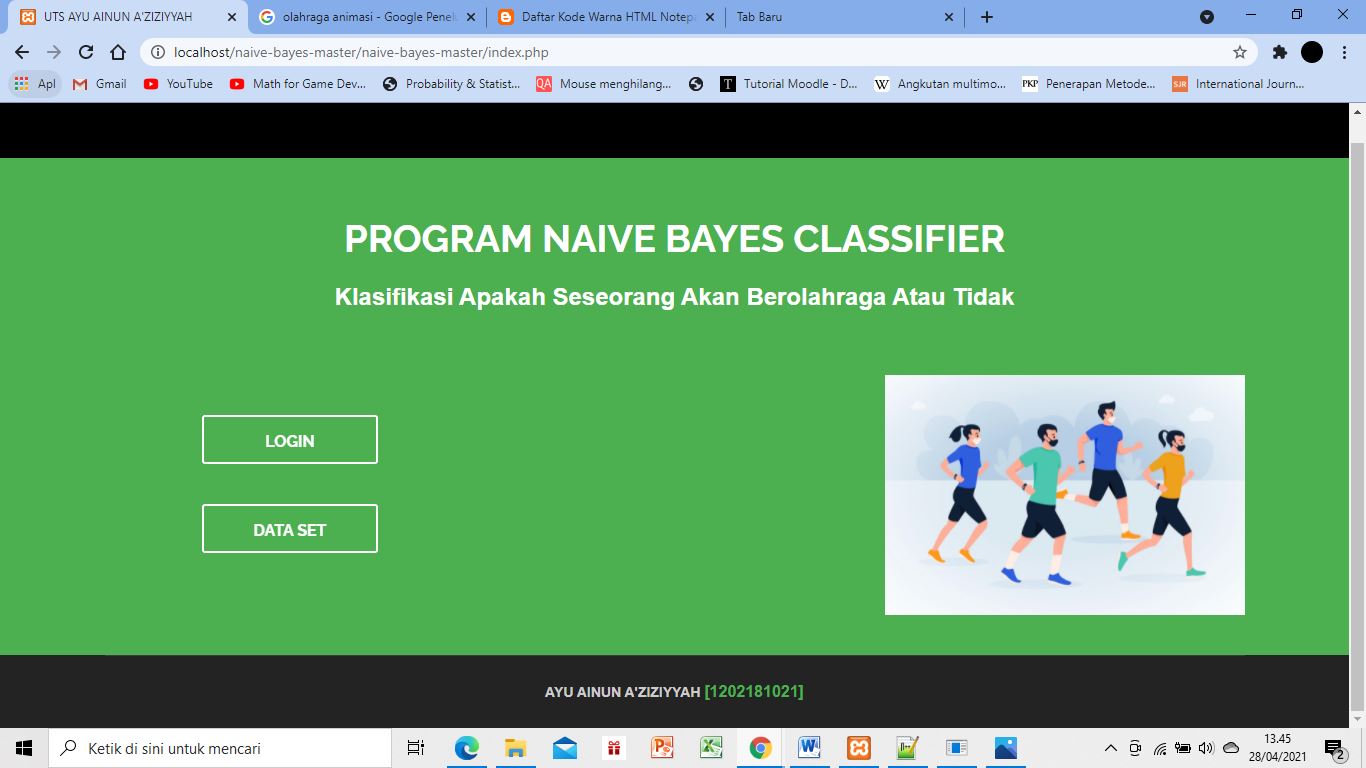 UTS AYU AINUN A'ZIZIYYAH
olahraga animasi - Google Penel
Daftar Kode Warna HTML Notep
Tab Baru
localhost/naive-bayes-master/naive-bayes-master/index.php
Apl
Gmail
YouTube
Math for Game Dev...
Probability & Statist...
QA
Mouse menghilang...
T
Tutorial Moodle - D...
W
Angkutan multimo...
PKP
Penerapan Metode...
SJR
International Journ...
PROGRAM NAIVE BAYES CLASSIFIER
Klasifikasi Apakah Seseorang Akan Berolahraga Atau Tidak
LOGIN
DATA SET
AYU AINUN A'ZIZIYYAH [1202181021]
Ketik di sini untuk mencari
13.45
28/04/2021
2